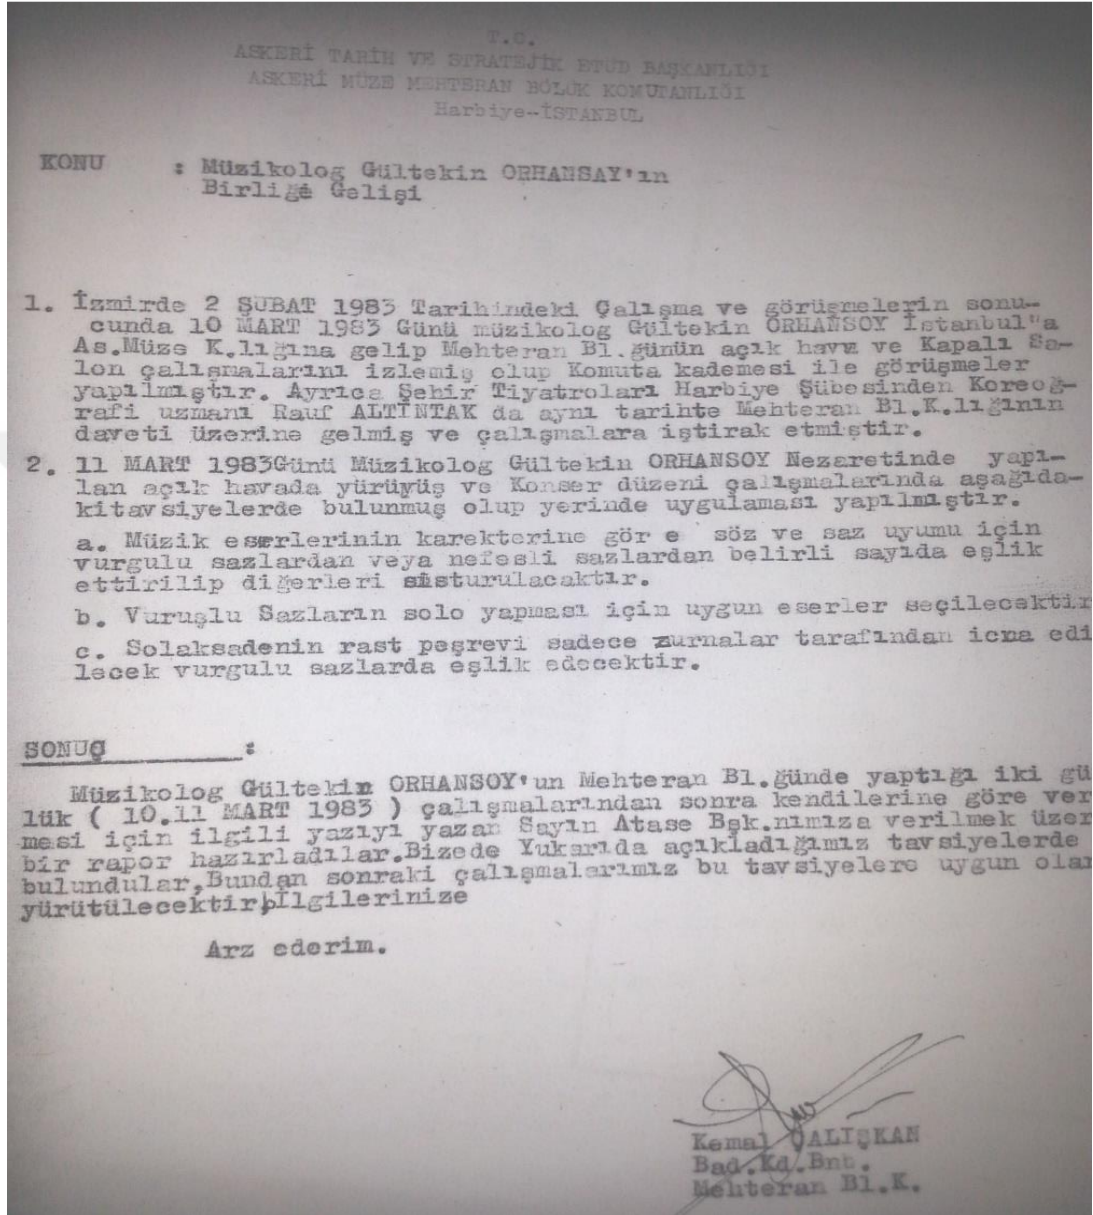 T.C.
ASKERİ TARİH VE STRATEJİK ETUD BAŞKANLIĞI
ASKERİ MÜZE MEHTERAN BÖLÜK KOMUTANLIĞI
Harbiye-İSTANBUL
KONU : Müzikolog Gültekin ORHANSAY'ın
Birliğe Gelişi
1. İzmirde 2 ŞUBAT 1983 Tarihindeki Çalışma ve görüşmelerin sonu-
cunda 10 MART 1983 Günü müzikolog Gültekin ORHANSOY İstanbul"a
As.Müze K.lığına gelip Mehteran Bl.günün açık hava ve Kapalı Sa-
lon çalışmalarını izlemiş olup Komuta kademesi ile görüşmeler
yapılmıştır. Ayrıca Şehir Tiyatroları Harbiye Şübesinden Koreoğ-
rafi uzmanı Rauf ALTINTAK da aynı tarihte Mehteran Bl.K.lığının
daveti üzerine gelmiş ve çalışmalara iştirak etmiştir.
2. 11 MART 1983Günü Müzikolog Gültekin ORHANSOY Nezaretinde yapı-
lan açık havada yürüyüş ve Konser düzeni çalışmalarında aşağıda-
kitavsiyelerde bulunmuş olup yerinde uygulaması yapılmıştır.
a. Müzik eserlerinin karekterine gör e söz ve saz uyumu için
vurgulu sazlardan veya nefesli sazlardan belirli sayıda eşlik
ettirilip diğerleri susturulacaktır.
b. Vuruşlu Sazların solo yapması için uygun eserler seçilecektir
c. Solaksadenin rast peşrevi sadece zurnalar tarafından icra edi
lecek vurgulu sazlarda eşlik edecektir.
SONUÇ :
Müzikolog Gültekin ORHANSOY'un Mehteran Bl.günde yaptığı iki gü
lük ( 10.11 MART 1983 ) çalışmalarından sonra kendilerine göre ver
mesi için ilgili yazıyı yazan Sayın Atase Bşk.nımıza verilmek üzer
bir rapor hazırladılar.Bizede Yukarıda açıkladığımız tavsiyelerde
bulundular,Bundan sonraki çalışmalarımız bu tavsiyelere uygun olar
yürütülecektir,İlgilerinize
Arz ederim.
Kemal ÇALIŞKAN
Bad.Kd.Bnb.
Mehteran Bl.K.